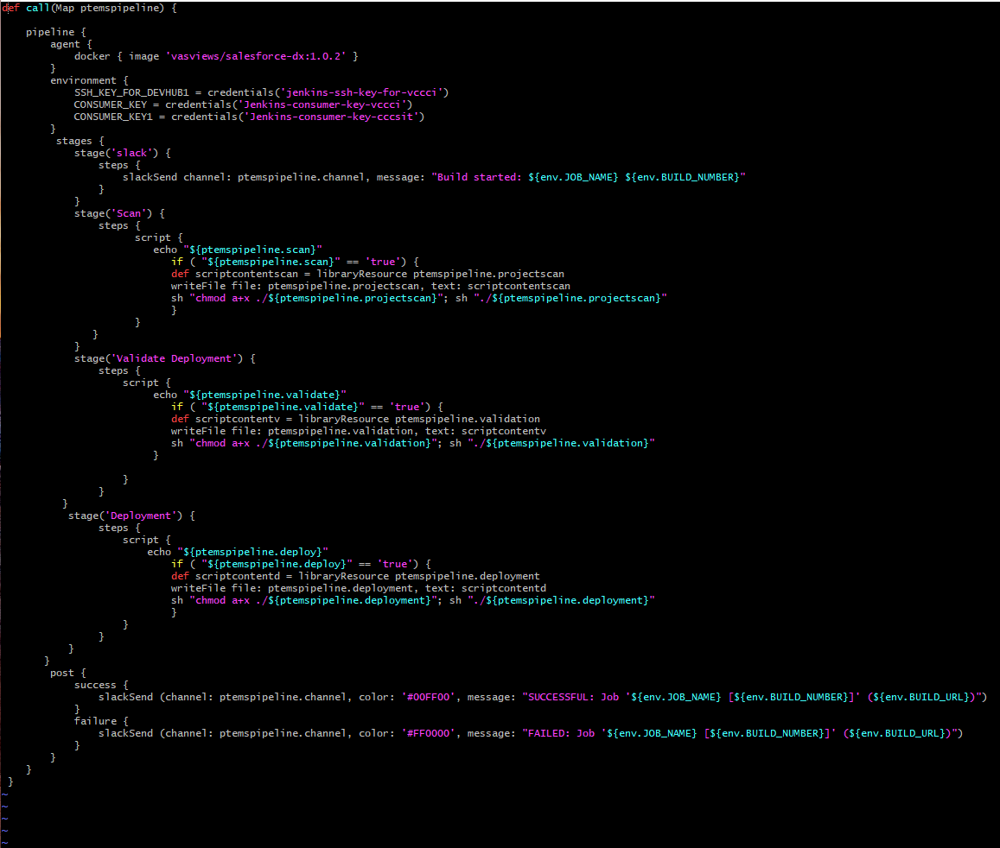 def call(Map ptemspipeline) {
    pipeline {
        agent {
            docker { image 'vasviews/salesforce-dx:1.0.2' }
        }
        environment {
            SSH_KEY_FOR_DEVHUB1 = credentials('jenkins-ssh-key-for-vccci')
            CONSUMER_KEY = credentials('Jenkins-consumer-key-vccci')
            CONSUMER_KEY1 = credentials('Jenkins-consumer-key-cccsit')
        }
         stages {
            stage('slack') {
                steps {
                    slackSend channel: ptemspipeline.channel, message: "Build started: ${env.JOB_NAME} ${env.BUILD_NUMBER}"
                }
            }
            stage('Scan') {
                steps {
                      script {
                         echo "${ptemspipeline.scan}"
                            if ( "${ptemspipeline.scan}" == 'true') {
                            def scriptcontentscan = libraryResource ptemspipeline.projectscan
                            writeFile file: ptemspipeline.projectscan, text: scriptcontentscan
                            sh "chmod a+x ./${ptemspipeline.projectscan}"; sh "./${ptemspipeline.projectscan}"
                            }
                      }
               }
            }
            stage('Validate Deployment') {
                steps {
                    script {
                         echo "${ptemspipeline.validate}"
                            if ( "${ptemspipeline.validate}" == 'true') {
                            def scriptcontentv = libraryResource ptemspipeline.validation
                            writeFile file: ptemspipeline.validation, text: scriptcontentv
                            sh "chmod a+x ./${ptemspipeline.validation}"; sh "./${ptemspipeline.validation}"
                         }
                    }
                }
          }
           stage('Deployment') {
                steps {
                    script {
                        echo "${ptemspipeline.deploy}"
                            if ( "${ptemspipeline.deploy}" == 'true') {
                            def scriptcontentd = libraryResource ptemspipeline.deployment
                            writeFile file: ptemspipeline.deployment, text: scriptcontentd
                            sh "chmod a+x ./${ptemspipeline.deployment}"; sh "./${ptemspipeline.deployment}"
                            }
                    }
                }
           }
       }
        post {
            success {
                slackSend (channel: ptemspipeline.channel, color: '#00FF00', message: "SUCCESSFUL: Job '${env.JOB_NAME} [${env.BUILD_NUMBER}]' (${env.BUILD_URL})")
            }
            failure {
                slackSend (channel: ptemspipeline.channel, color: '#FF0000', message: "FAILED: Job '${env.JOB_NAME} [${env.BUILD_NUMBER}]' (${env.BUILD_URL})")
            }
        }
    }
 }
~
~
~
~
~